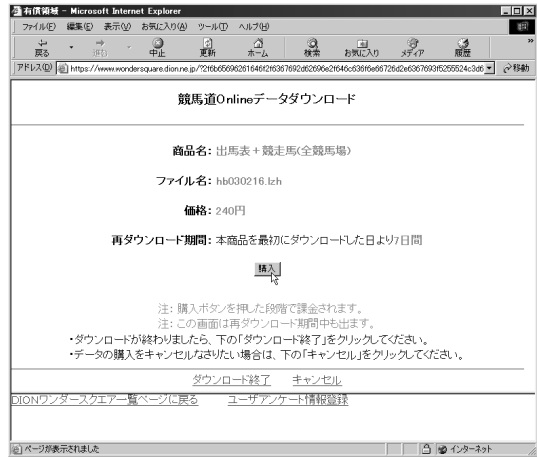 有償領域 - Microsoft Internet Explorer
ファイル(F) 編集(E) 表示(V) お気に入り(A) ツール(T) ヘルプ(H)
戻る 進む 中止 更新 ホーム 検索 お気に入り メディア 履歴 »
アドレス(D) 移動
競馬道Onlineデータダウンロード
商品名: 出馬表+競走馬(全競馬場)
ファイル名: hb030216.lzh
価格: 240円
再ダウンロード期間: 本商品を最初にダウンロードした日より7日間
購入
注: 購入ボタンを押した段階で課金されます。
注: この画面は再ダウンロード期間中も出ます。
・ダウンロードが終わりましたら、下の「ダウンロード終了」をクリックしてください。
・データの購入をキャンセルなさりたい場合は、下の「キャンセル」をクリックしてください。
ダウンロード終了 キャンセル
DIONワンダースクエアー覧ページに戻る ユーザアンケート情報登録
ページが表示されました インターネット